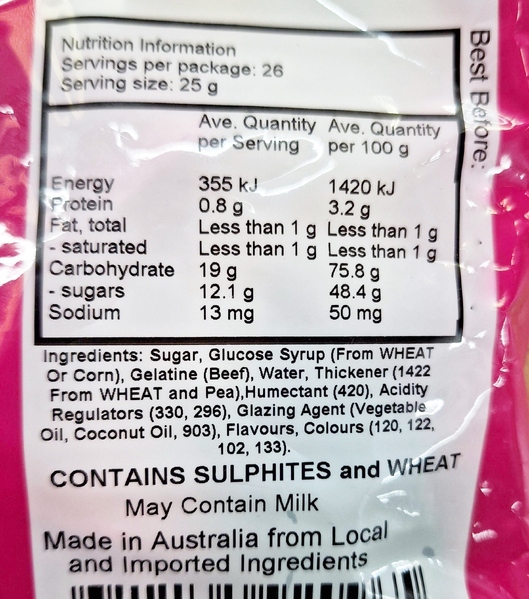 Nutrition Information
Servings per package: 26
Serving size: 25 g
Ave. Quantity Ave. Quantity
per Serving per 100 g
Energy 355 kJ 1420 kJ
Protein 0.8 g 3.2 g
Fat, total Less than 1 g Less than 1 g
- saturated Less than 1 g Less than 1 g
Carbohydrate 19 g 75.8 g
- sugars 12.1 g 48.4 g
Sodium 13 mg 50 mg
Ingredients: Sugar, Glucose Syrup (From WHEAT
Or Corn), Gelatine (Beef), Water, Thickener (1422
From WHEAT and Pea),Humectant (420), Acidity
Regulators (330, 296), Glazing Agent (Vegetable
Oil, Coconut Oil, 903), Flavours, Colours (120, 122,
102, 133).
CONTAINS SULPHITES and WHEAT
May Contain Milk
Made in Australia from Local
and Imported Ingredients
Best Before: